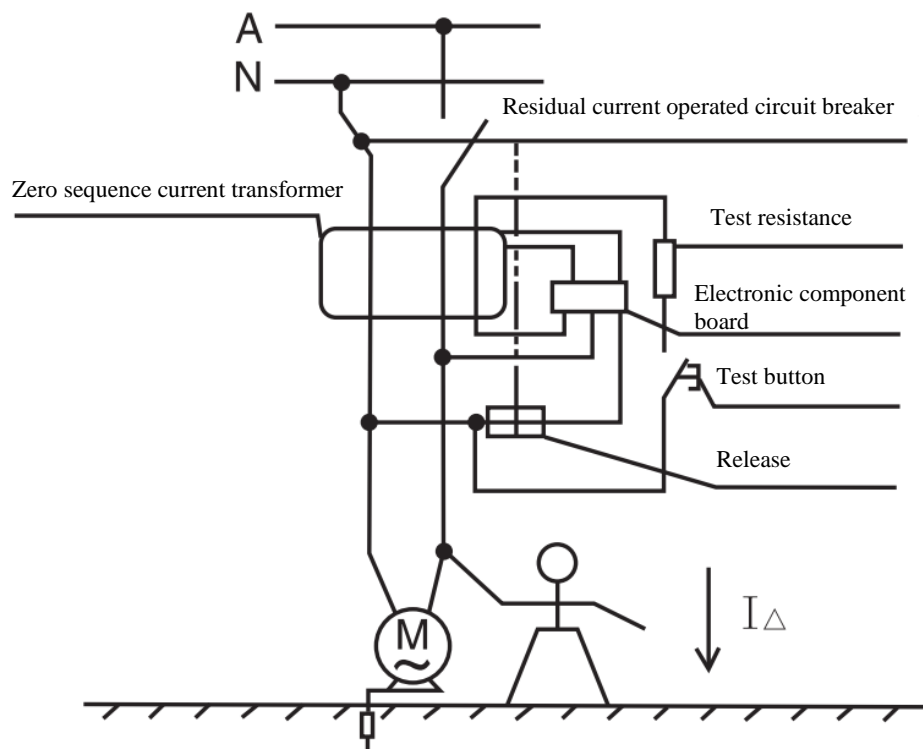 A
N
Residual current operated circuit breaker
Zero sequence current transformer
Test resistance
Electronic component
board
Test button
Release
M
~
I△